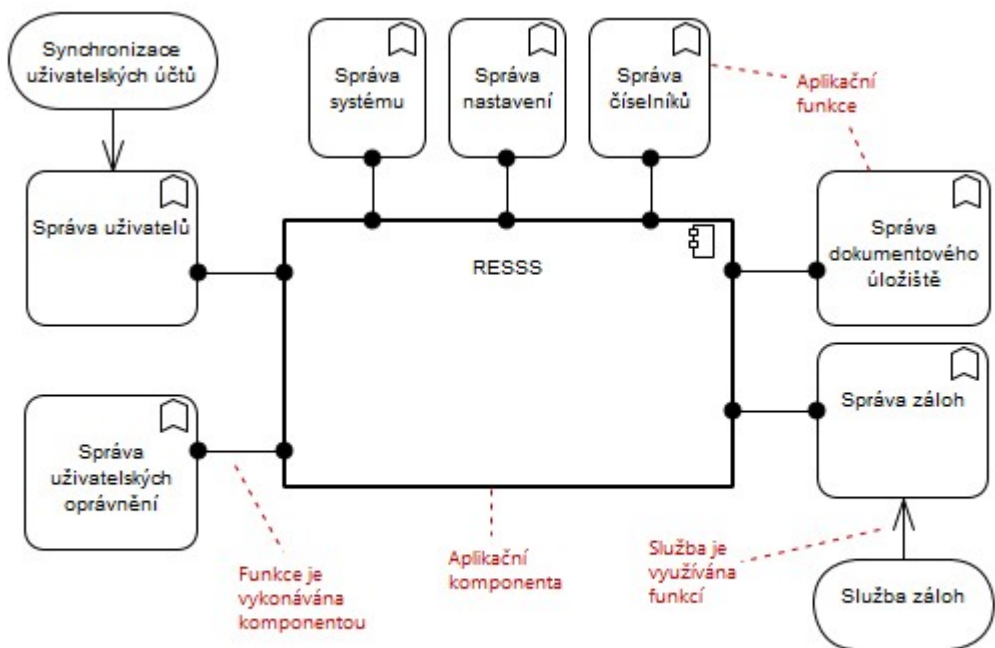 Synchronizace
uživatelských účtů
Správa
systému
Správa
nastavení
Správa
číselníků
Aplikační
funkce
Správa uživatelů
Správa
dokumentového
úložiště
RESSS
Správa záloh
Správa
uživatelských
oprávnění
Funkce je
vykonávána
komponentou
Aplikační
komponenta
Služba je
využívána
funkcí
Služba záloh